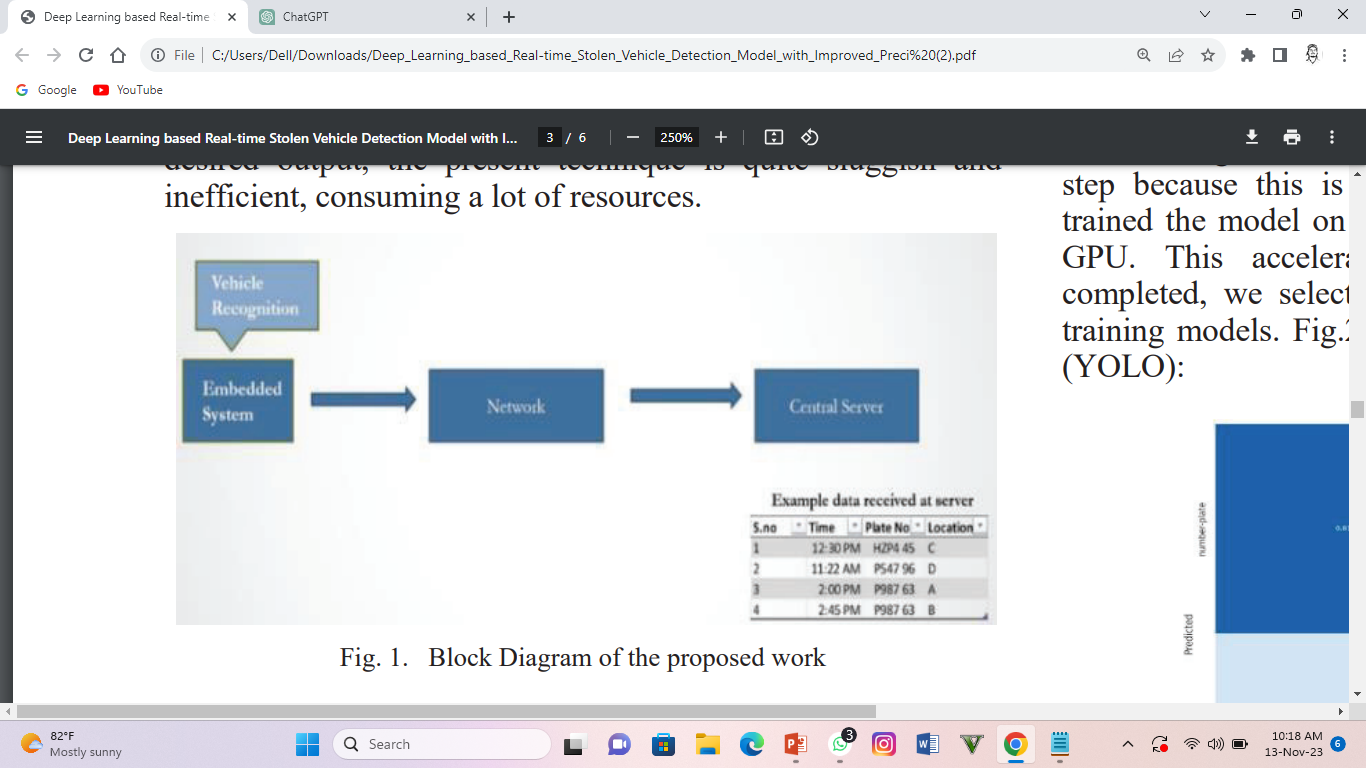 Deep Learning based Real-time
ChatGPT
File
C:/Users/Dell/Downloads/Deep_Learning_based_Real-time_Stolen_Vehicle_Detection_Model_with_Improved_Preci%20(2).pdf
Google
YouTube
Deep Learning based Real-time Stolen Vehicle Detection Model with I...
3 / 6
250%
desired output, the present technique is quite sluggish and
inefficient, consuming a lot of resources.
Vehicle
Recognition
Embedded
System
Network
Central Server
Example data received at server
S.no Time Plate No Location
1 12:30 PM HZP4 45 C
2 11:22 AM P547 96 D
3 2:00 PM P987 63 A
4 2:45 PM P987 63 B
Fig. 1. Block Diagram of the proposed work
step because this is
trained the model on
GPU. This accelera
completed, we select
training models. Fig.2
(YOLO):
number-plate
Predicted
82°F
Mostly sunny
Search
3
10:18 AM
13-Nov-23
6